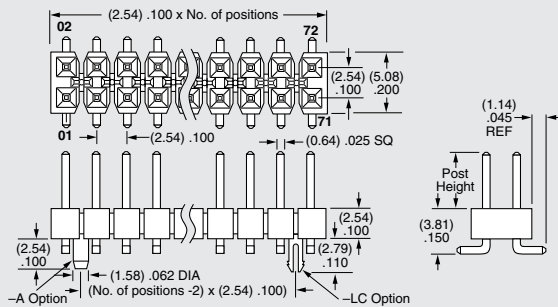 (2.54) .100 x No. of positions
02
72
(2.54)
.100
(5.08)
.200
01
71
(2.54) .100
(0.64) .025 SQ
(1.14)
.045
REF
Post
Height
(2.54)
.100
(3.81)
.150
(2.54)
.100
(2.79)
.110
(1.58) .062 DIA
–A Option
(No. of positions -2) x (2.54) .100)
–LC Option